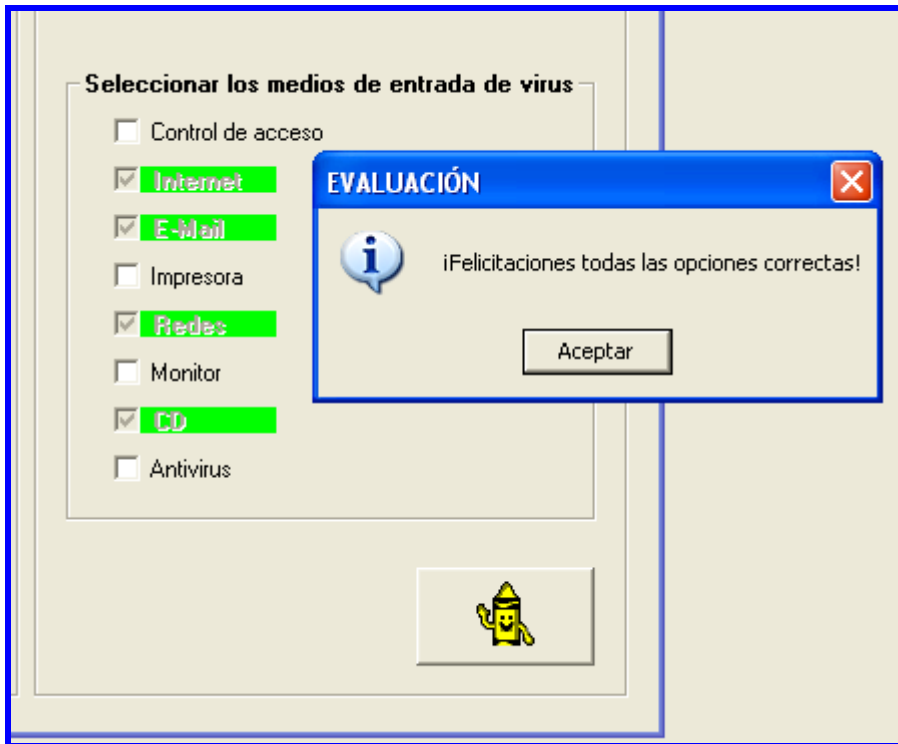 Seleccionar los medios de entrada de virus
Control de acceso
Internet
E-Mail
Impresora
Redes
Monitor
CD
Antivirus
EVALUACIÓN
¡Felicitaciones todas las opciones correctas!
Aceptar